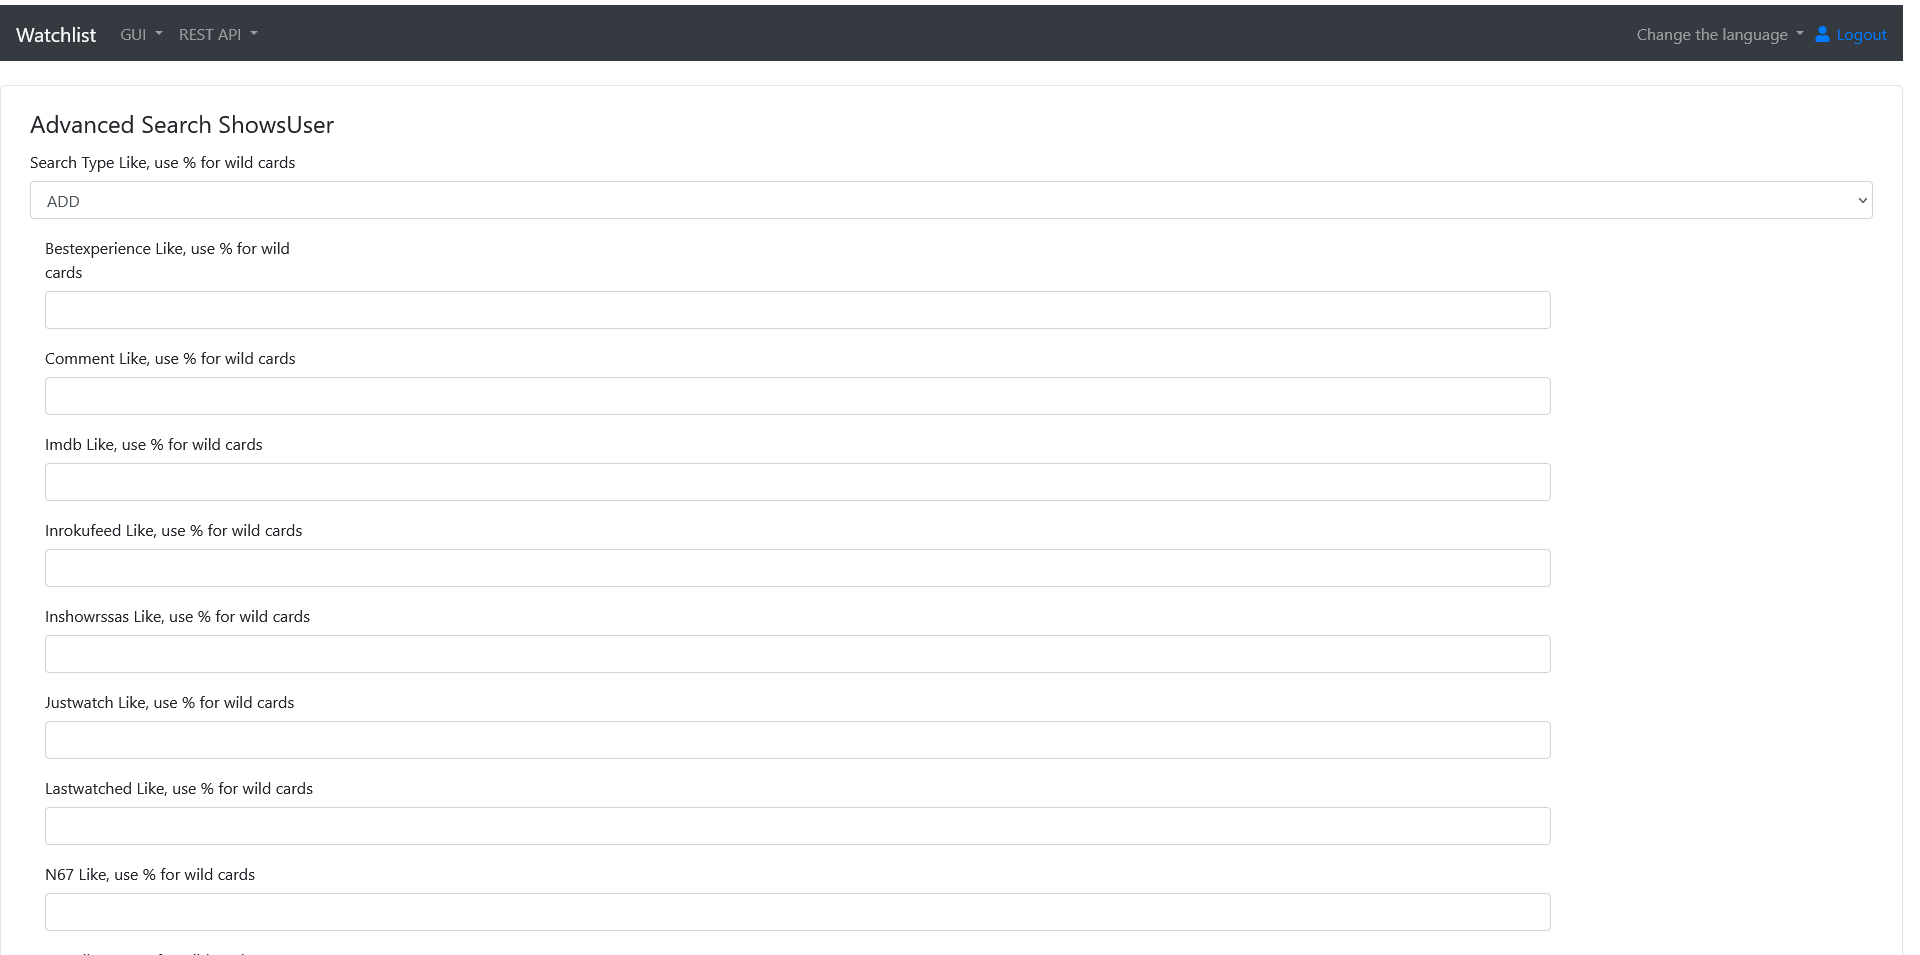 Watchlist GUI REST API Change the language Logout
Advanced Search ShowsUser
Search Type Like, use % for wild cards
ADD
Bestexperience Like, use % for wild
cards
Comment Like, use % for wild cards
Imdb Like, use % for wild cards
Inrokufeed Like, use % for wild cards
Inshowrssas Like, use % for wild cards
Justwatch Like, use % for wild cards
Lastwatched Like, use % for wild cards
N67 Like, use % for wild cards